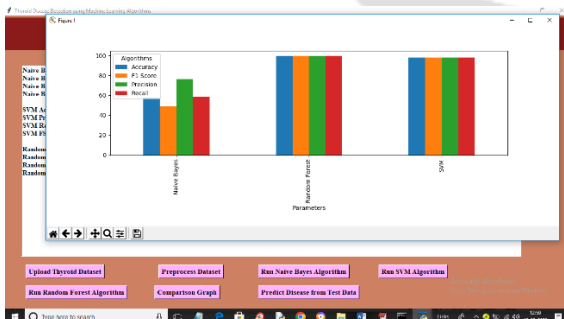 Thyroid Disease Detection using Machine Learning Algorithms
Figure 1
Naive B
Naive B
Naive B
Naive B
SVM Ac
SVM Pr
SVM Re
SVM FS
Random
Random
Random
Random
Algorithms
Accuracy
F1 Score
Precision
Recall
100
80
60
40
20
0
Naive Bayes
Random Forest
SVM
Parameters
Upload Thyroid Dataset
Preprocess Dataset
Run Naive Bayes Algorithm
Run SVM Algorithm
Run Random Forest Algorithm
Comparison Graph
Predict Disease from Test Data
Type here to search
12:59